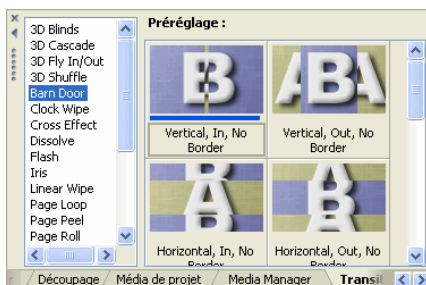 Préréglage :
3D Blinds
3D Cascade
3D Fly In/Out
3D Shuffle
Barn Door
Clock Wipe
Cross Effect
Dissolve
Flash
Iris
Linear Wipe
Page Loop
Page Peel
Page Roll
B
ABA
Vertical, In, No
Border
Vertical, Out, No
Border
A
B
A
B
A
B
Horizontal, In, No
Horizontal, Out, No
Découpage
Média de projet
Media Manager
Transit